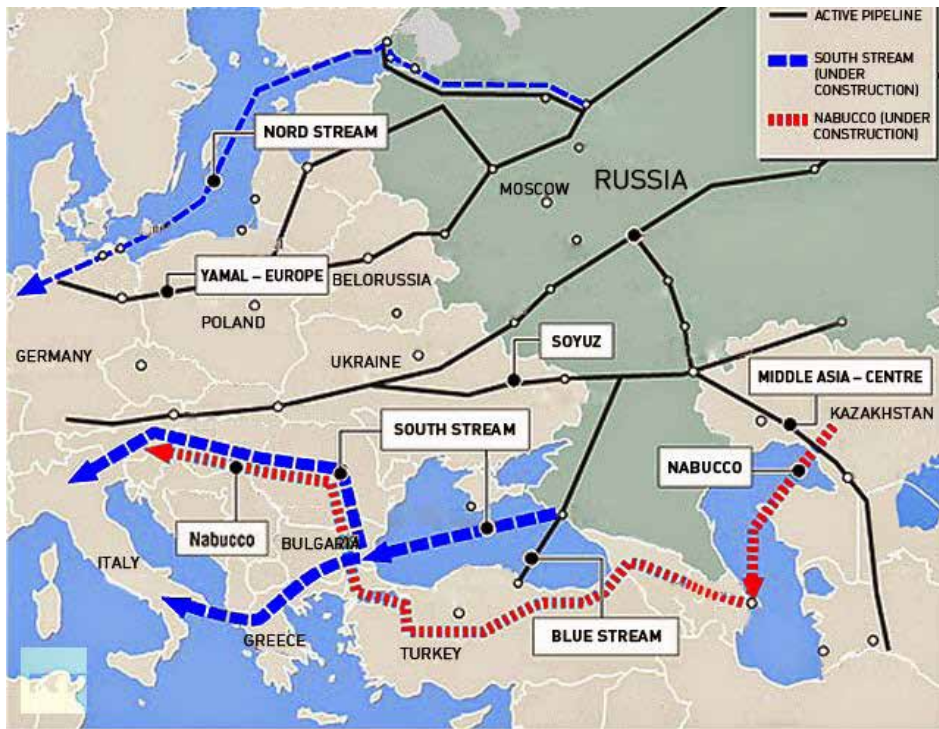 ACTIVE PIPELINE
SOUTH STREAM
(UNDER
CONSTRUCTION)
NABUCCO (UNDER
CONSTRUCTION)
NORD STREAM
MOSCOW
RUSSIA
YAMAL – EUROPE
BELORUSSIA
POLAND
GERMANY
UKRAINE
SOYUZ
MIDDLE ASIA – CENTRE
KAZAKHSTAN
SOUTH STREAM
NABUCCO
Nabucco
BULGARIA
ITALY
GREECE
TURKEY
BLUE STREAM